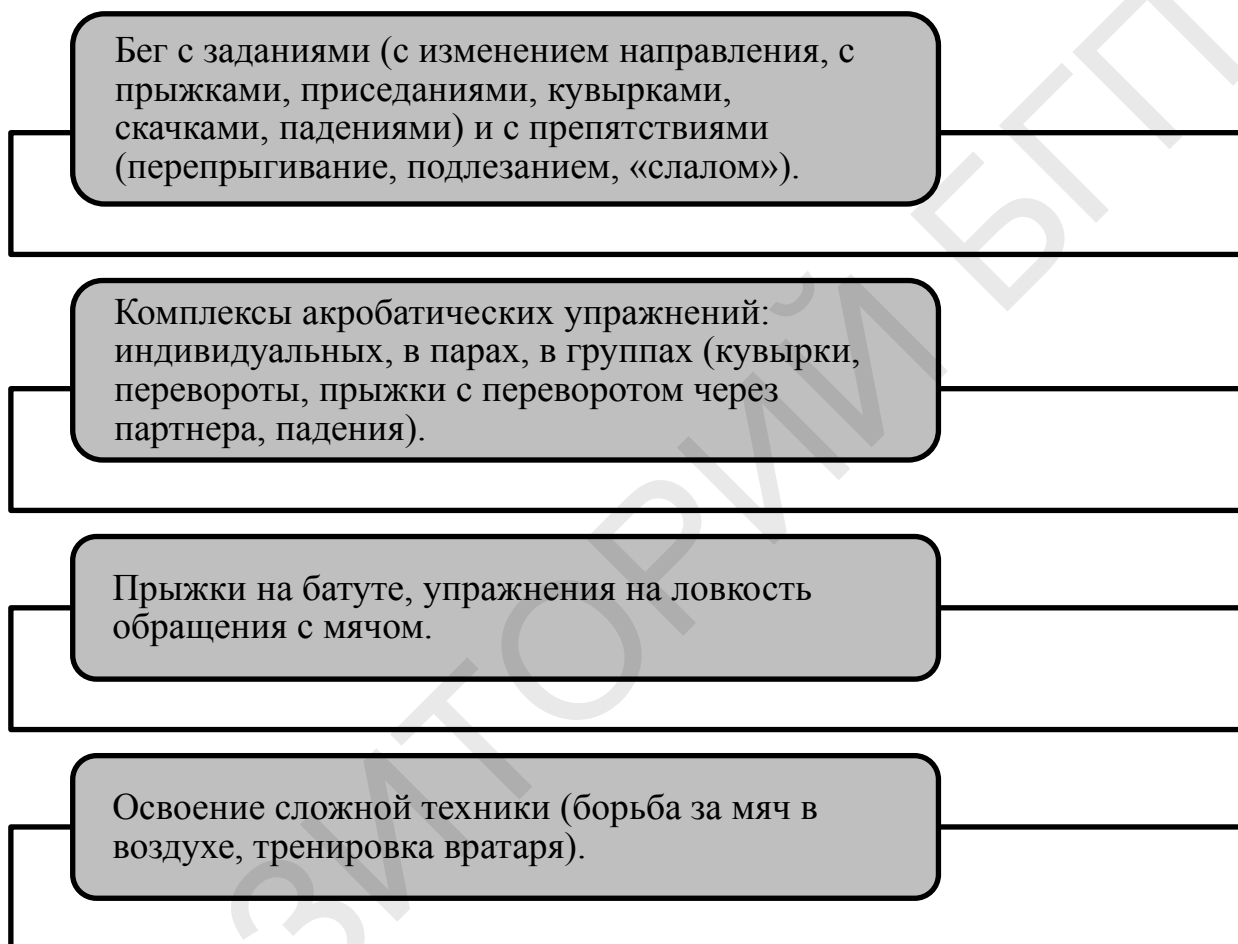 Бег с заданиями (с изменением направления, с
прыжками, приседаниями, кувырками,
скачками, падениями) и с препятствиями
(перепрыгивание, подлезанием, «слалом»).
Комплексы акробатических упражнений:
индивидуальных, в парах, в группах (кувырки,
перевороты, прыжки с переворотом через
партнера, падения).
Прыжки на батуте, упражнения на ловкость
обращения с мячом.
Освоение сложной техники (борьба за мяч в
воздухе, тренировка вратаря).
ЗИТОРИЙ БГП